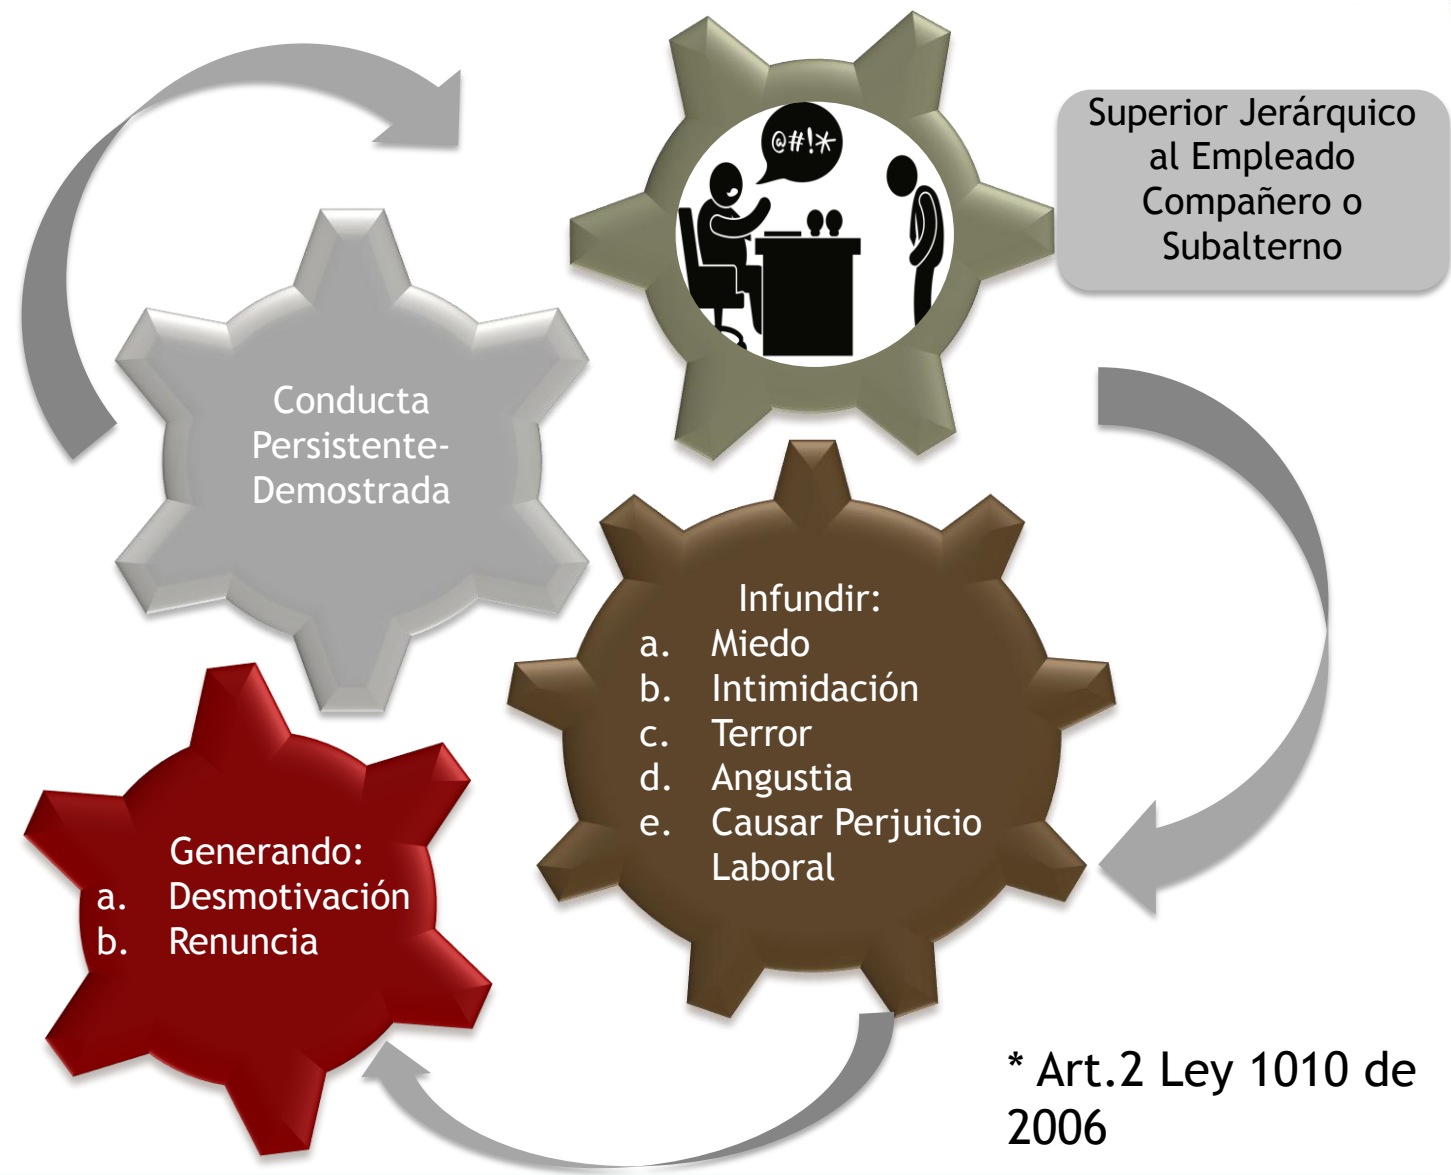 @#!*
Superior Jerárquico
al Empleado
Compañero o
Subalterno
Conducta
Persistente-
Demostrada
Infundir:
a. Miedo
b. Intimidación
c. Terror
d. Angustia
e. Causar Perjuicio
Laboral
Generando:
a. Desmotivación
b. Renuncia
* Art.2 Ley 1010 de
2006